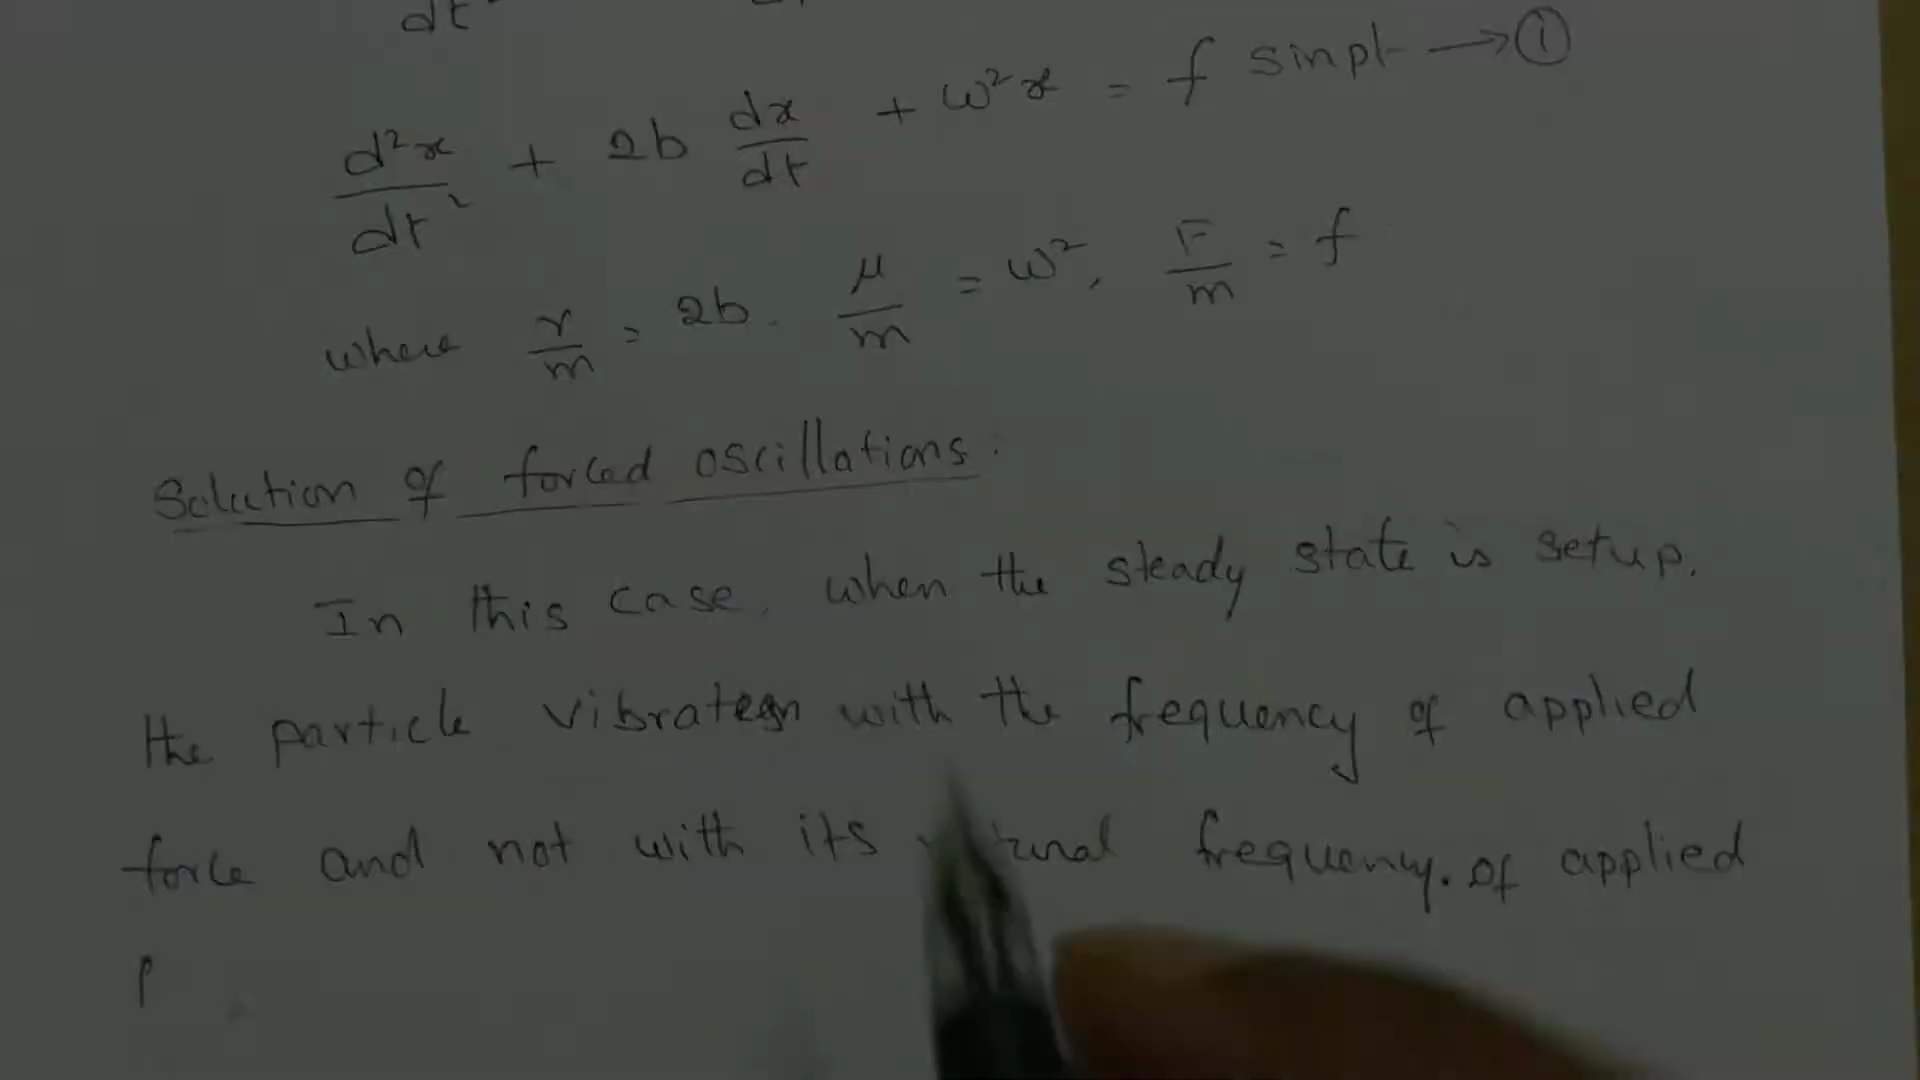 dt
d²x/dt² + 2b dx/dt + ω²x = f sinpt → ①
where r/m = 2b. μ/m = ω², F/m = f
Solution of forced oscillations:
In this case, when the steady state is setup,
the particle vibrates with the frequency of applied
force and not with its frequency. of applied